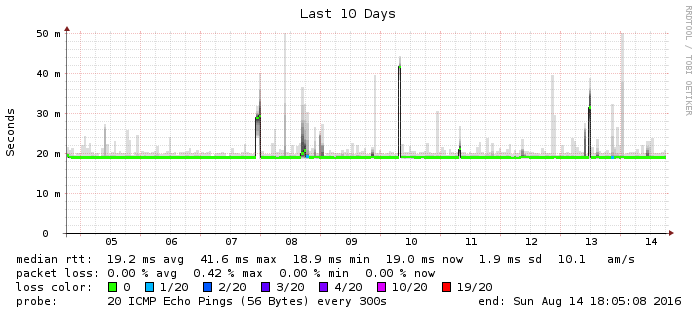 Last 10 Days
RRDTOOL / TOBI OETIKER
Seconds
50 m
40 m
30 m
20 m
10 m
0
05 06 07 08 09 10 11 12 13 14
median rtt: 19.2 ms avg 41.6 ms max 18.9 ms min 19.0 ms now 1.9 ms sd 10.1 am/s
packet loss: 0.00 % avg 0.42 % max 0.00 % min 0.00 % now
loss color: 0 1/20 2/20 3/20 4/20 10/20 19/20
probe: 20 ICMP Echo Pings (56 Bytes) every 300s end: Sun Aug 14 18:05:08 2016